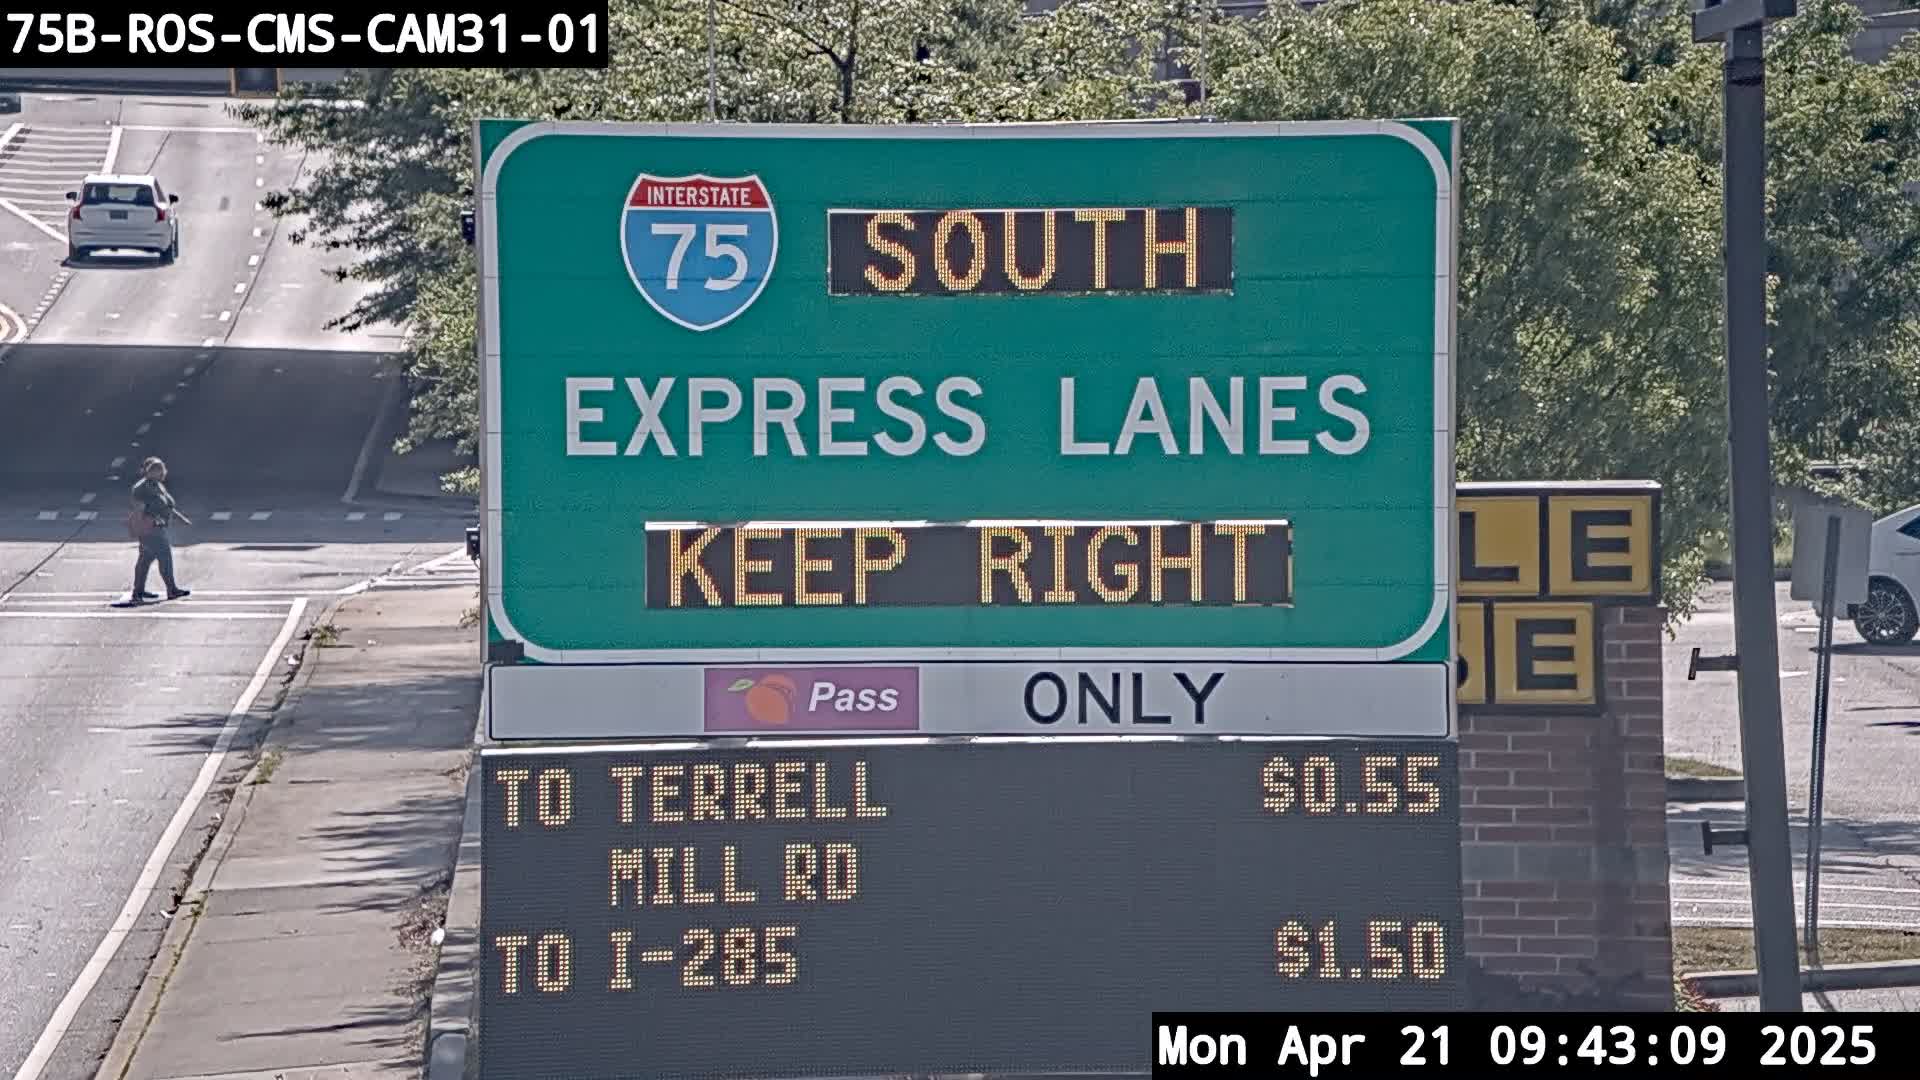 75B-ROS-CMS-CAM31-01
INTERSTATE
75
SOUTH
EXPRESS LANES
KEEP RIGHT
LE
E
Pass ONLY
TO TERRELL $0.55
MILL RD
TO I-285 $1.50
Mon Apr 21 09:43:09 2025